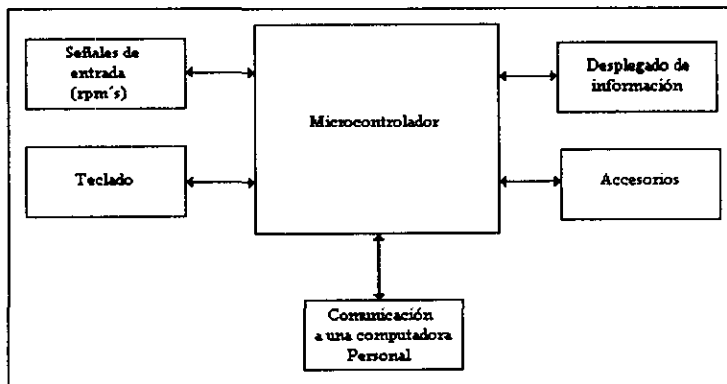 Señales de
entrada
(rpm´s)
Teclado
Microcontrolador
Desplegado de
información
Accesorios
Comunicación
a una computadora
Personal